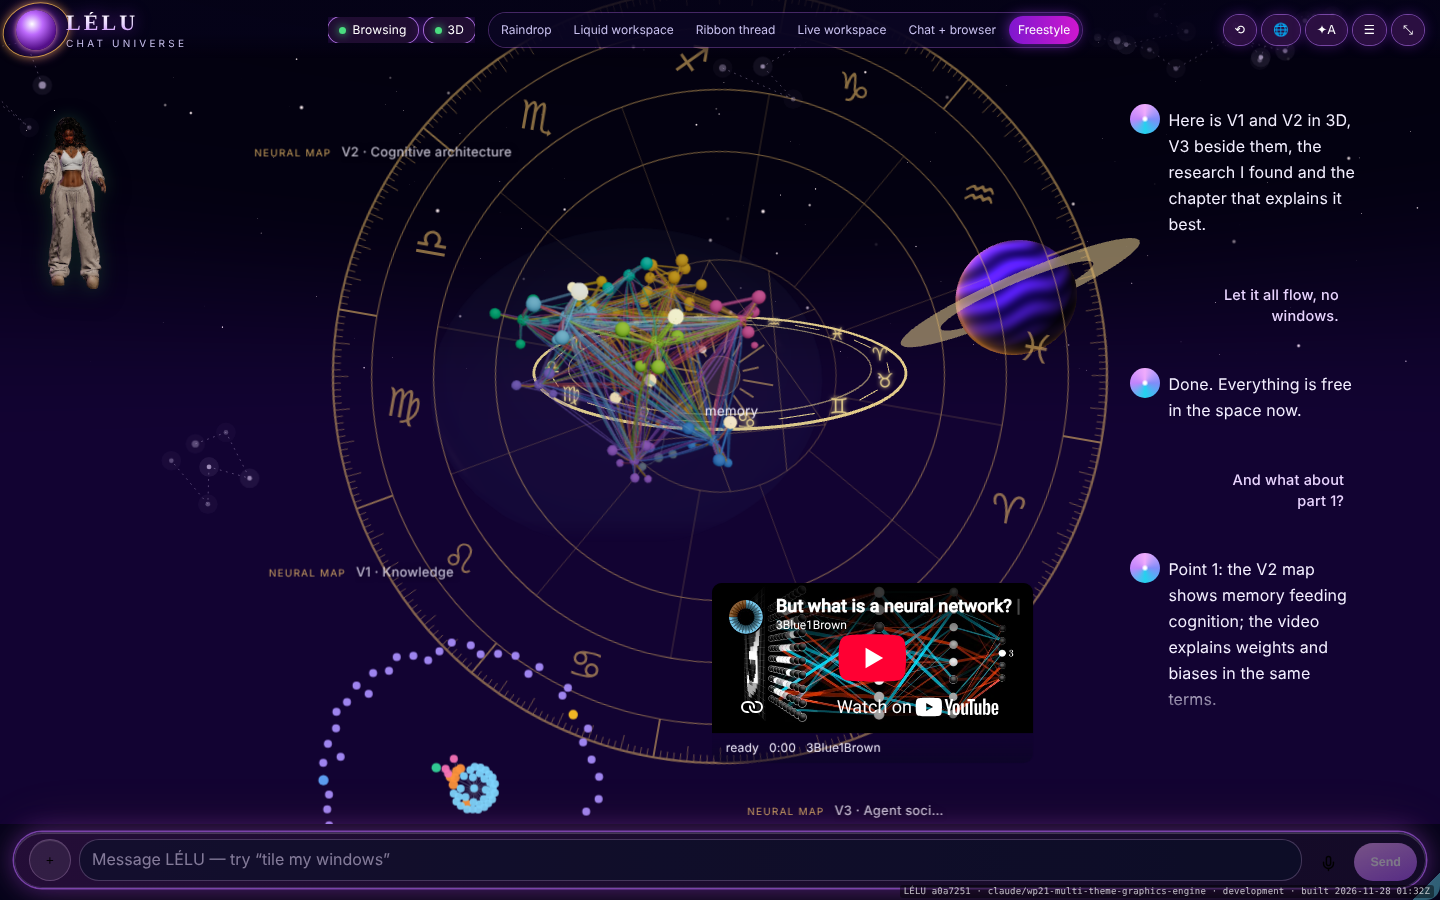 LÉLU
CHAT UNIVERSE
Browsing
3D
Raindrop
Liquid workspace
Ribbon thread
Live workspace
Chat + browser
Freestyle
✦A
NEURAL MAP V2 · Cognitive architecture
Here is V1 and V2 in 3D,
V3 beside them, the
research I found and the
chapter that explains it
best.
Let it all flow, no
windows.
Done. Everything is free
in the space now.
memory
And what about
part 1?
NEURAL MAP V1 · Knowledge
Point 1: the V2 map
shows memory feeding
cognition; the video
explains weights and
biases in the same
terms.
But what is a neural network? |
3Blue1Brown
3
Watch on YouTube
ready 0:00 3Blue1Brown
NEURAL MAP V3 · Agent soci...
+
Message LÉLU — try “tile my windows”
Send
LÉLU a0a7251 · claude/wp21-multi-theme-graphics-engine · development · built 2026-11-28 01:32Z